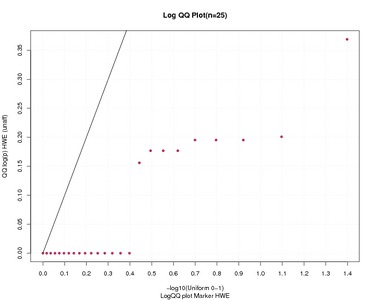 Log QQ Plot(n=25)
QQ log(p) HWE (unaff)
0.35
0.30
0.25
0.20
0.15
0.10
0.05
0.00
0.0 0.1 0.2 0.3 0.4 0.5 0.6 0.7 0.8 0.9 1.0 1.1 1.2 1.3 1.4
−log10(Uniform 0−1)
LogQQ plot Marker HWE